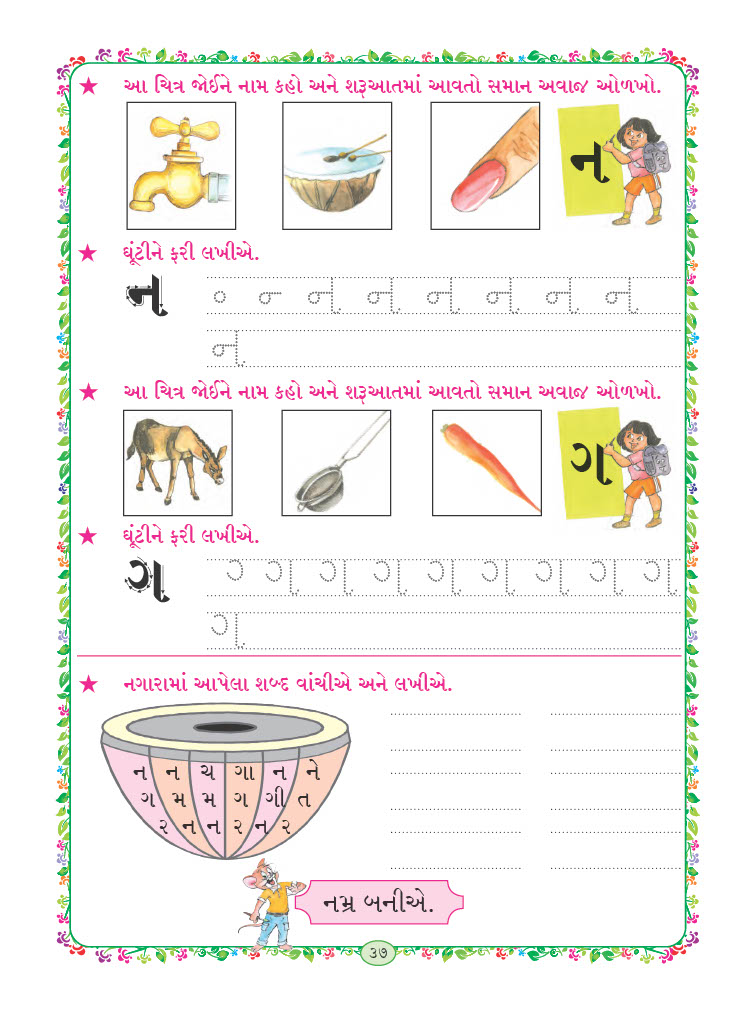 ★ આ ચિત્ર જોઈને નામ કહો અને શરૂઆતમાં આવતો સમાન અવાજ ઓળખો.
ન
★ ઘૂંટીને ફરી લખીએ.
ન ૦ ન ન ન ન ન ન
ન
★ આ ચિત્ર જોઈને નામ કહો અને શરૂઆતમાં આવતો સમાન અવાજ ઓળખો.
ગ
★ ઘૂંટીને ફરી લખીએ.
ગ ગ ગ ગ ગ ગ ગ ગ ગ
ગ
★ નગારામાં આપેલા શબ્દ વાંચીએ અને લખીએ.
ન ન ચ ગા ન ને
ગ મ મ ગ ગી ત
ર ન ન ર ન ર
નમ્ર બનીએ.
૩૭